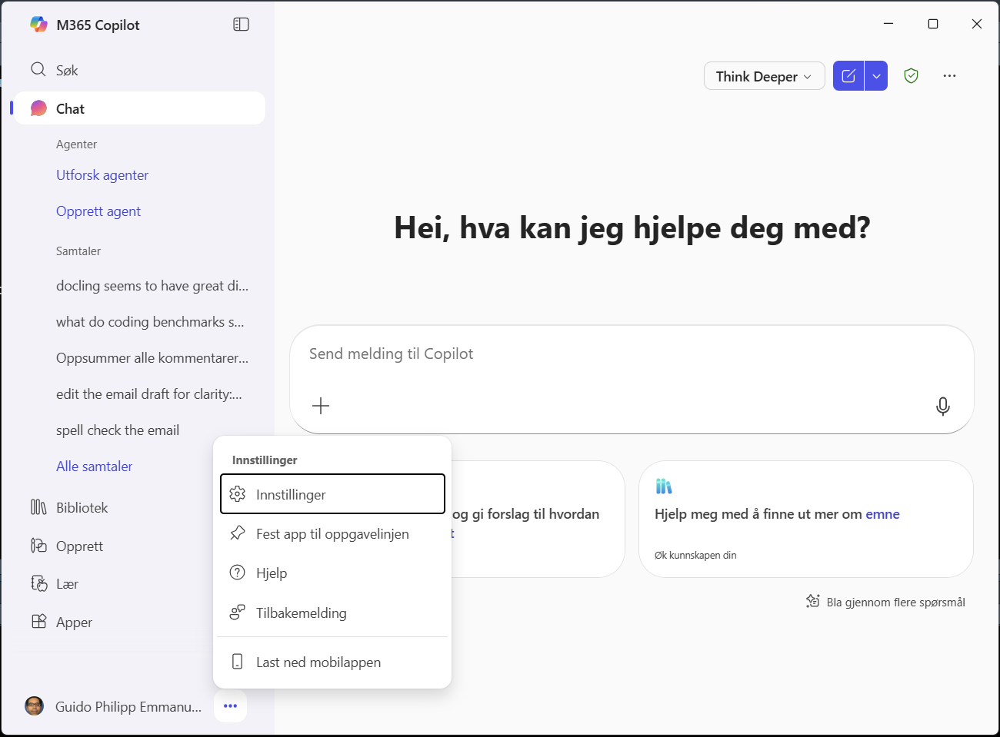 M365 Copilot
Søk
Chat
Agenter
Utforsk agenter
Opprett agent
Samtaler
docling seems to have great di...
what do coding benchmarks s...
Oppsummer alle kommentarer...
edit the email draft for clarity:...
spell check the email
Alle samtaler
Bibliotek
Opprett
Lær
Apper
Guido Philipp Emmanu...
Innstillinger
Innstillinger
Fest app til oppgavelinjen
Hjelp
Tilbakemelding
Last ned mobilappen
Think Deeper
Hei, hva kan jeg hjelpe deg med?
Send melding til Copilot
og gi forslag til hvordan
t
Hjelp meg med å finne ut mer om emne
Øk kunnskapen din
Bla gjennom flere spørsmål